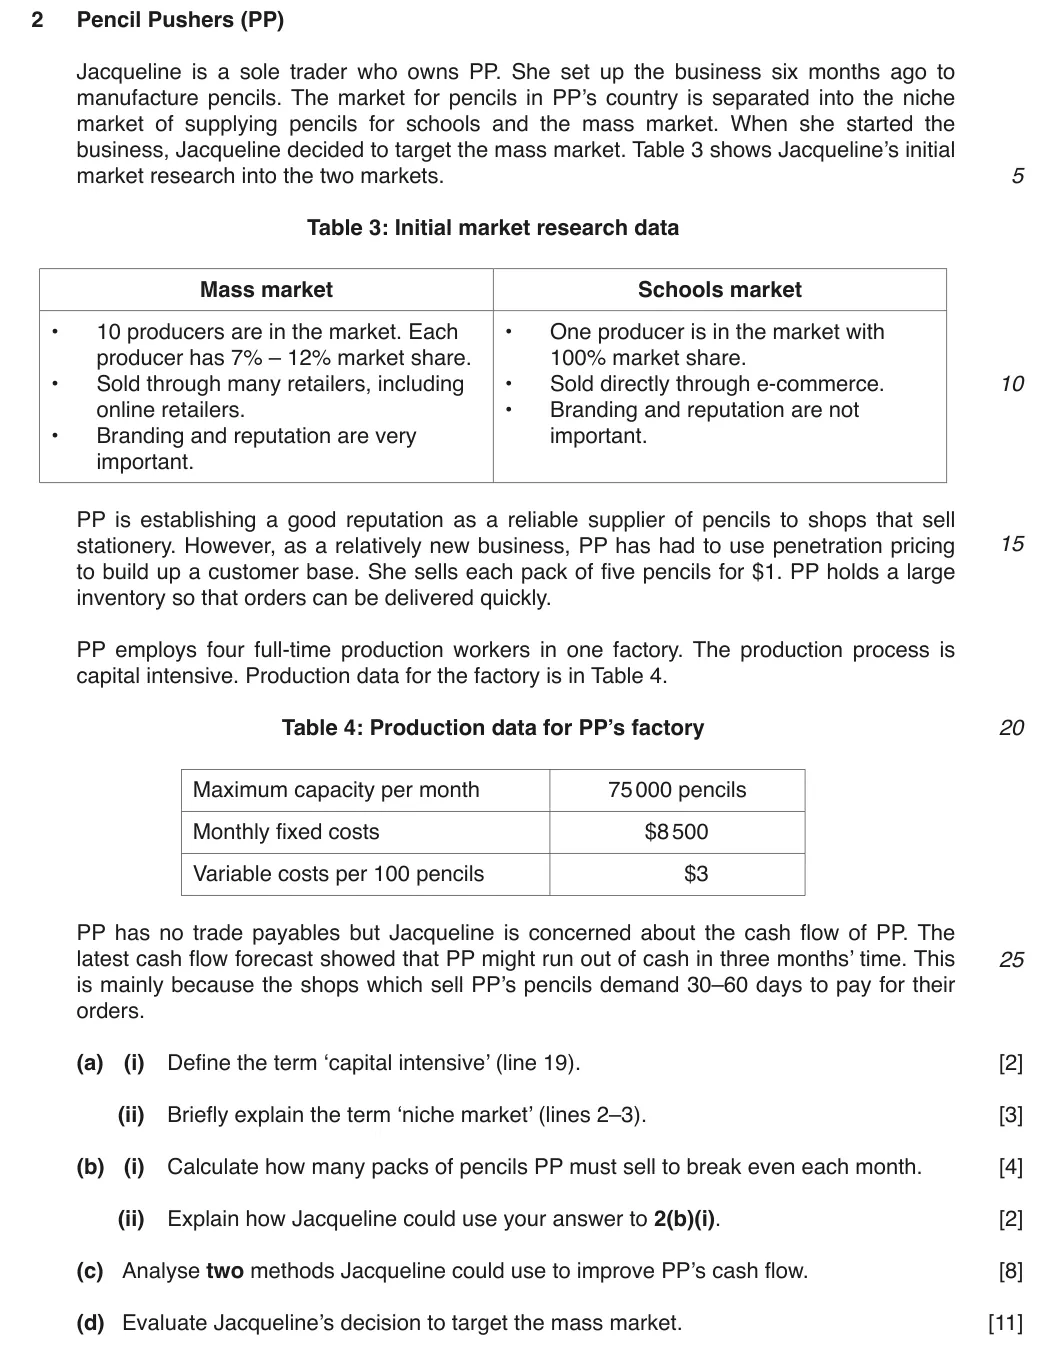 2 Pencil Pushers (PP)
Jacqueline is a sole trader who owns PP. She set up the business six months ago to
manufacture pencils. The market for pencils in PP’s country is separated into the niche
market of supplying pencils for schools and the mass market. When she started the
business, Jacqueline decided to target the mass market. Table 3 shows Jacqueline’s initial
market research into the two markets. 5
Table 3: Initial market research data
Mass market
• 10 producers are in the market. Each
producer has 7% – 12% market share.
• Sold through many retailers, including
online retailers.
• Branding and reputation are very
important.
Schools market
• One producer is in the market with
100% market share.
• Sold directly through e-commerce. 10
• Branding and reputation are not
important.
PP is establishing a good reputation as a reliable supplier of pencils to shops that sell
stationery. However, as a relatively new business, PP has had to use penetration pricing 15
to build up a customer base. She sells each pack of five pencils for $1. PP holds a large
inventory so that orders can be delivered quickly.
PP employs four full-time production workers in one factory. The production process is
capital intensive. Production data for the factory is in Table 4.
Table 4: Production data for PP’s factory 20
Maximum capacity per month 75 000 pencils
Monthly fixed costs $8 500
Variable costs per 100 pencils $3
PP has no trade payables but Jacqueline is concerned about the cash flow of PP. The
latest cash flow forecast showed that PP might run out of cash in three months’ time. This 25
is mainly because the shops which sell PP’s pencils demand 30–60 days to pay for their
orders.
(a) (i) Define the term ‘capital intensive’ (line 19). [2]
(ii) Briefly explain the term ‘niche market’ (lines 2–3). [3]
(b) (i) Calculate how many packs of pencils PP must sell to break even each month. [4]
(ii) Explain how Jacqueline could use your answer to 2(b)(i). [2]
(c) Analyse two methods Jacqueline could use to improve PP’s cash flow. [8]
(d) Evaluate Jacqueline’s decision to target the mass market. [11]